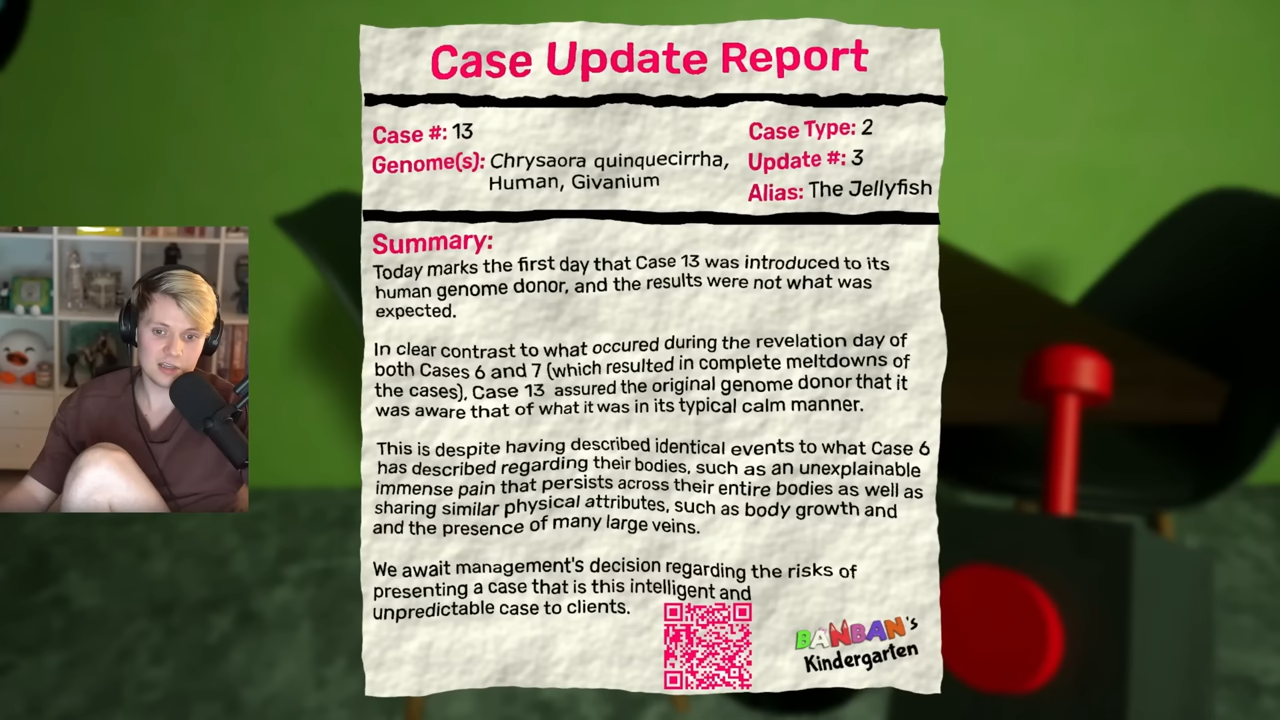 Case Update Report
Case #: 13
Genome(s): Chrysaora quinquecirrha,
Human, Givanium
Case Type: 2
Update #: 3
Alias: The Jellyfish
Summary:
Today marks the first day that Case 13 was introduced to its
human genome donor, and the results were not what was
expected.
In clear contrast to what occured during the revelation day of
both Cases 6 and 7 (which resulted in complete meltdowns of
the cases), Case 13 assured the original genome donor that it
was aware that of what it was in its typical calm manner.
This is despite having described identical events to what Case 6
has described regarding their bodies, such as an unexplainable
immense pain that persists across their entire bodies as well as
sharing similar physical attributes, such as body growth and
and the presence of many large veins.
We await management's decision regarding the risks of
presenting a case that is this intelligent and
unpredictable case to clients.
BANBAN's
Kindergarten